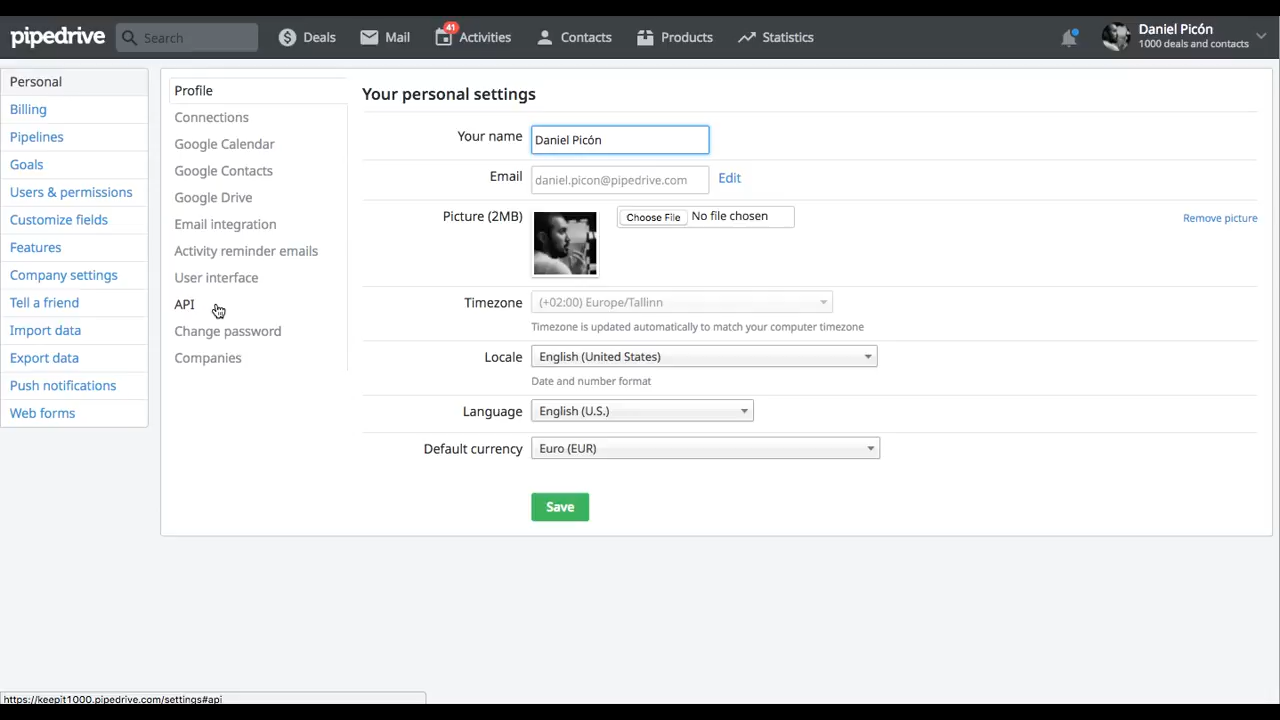 pipedrive
Search
Deals
Mail
41
Activities
Contacts
Products
Statistics
Daniel Picón
1000 deals and contacts
Personal
Billing
Pipelines
Goals
Users & permissions
Customize fields
Features
Company settings
Tell a friend
Import data
Export data
Push notifications
Web forms
Profile
Connections
Google Calendar
Google Contacts
Google Drive
Email integration
Activity reminder emails
User interface
API
Change password
Companies
Your personal settings
Your name Daniel Picón
Email daniel.picon@pipedrive.com Edit
Picture (2MB) Choose File No file chosen Remove picture
Timezone (+02:00) Europe/Tallinn
Timezone is updated automatically to match your computer timezone
Locale English (United States)
Date and number format
Language English (U.S.)
Default currency Euro (EUR)
Save
https://keepit1000.pipedrive.com/settings#api